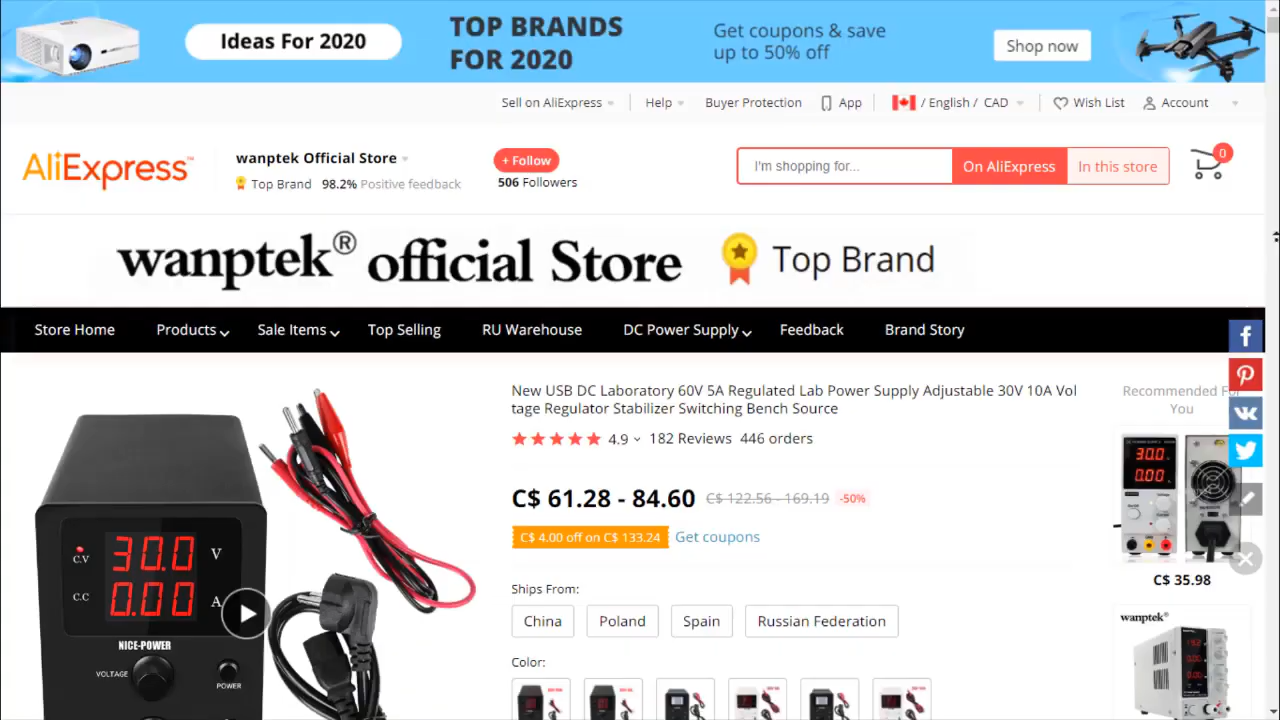 Ideas For 2020
TOP BRANDS
FOR 2020
Get coupons & save
up to 50% off
Shop now
Sell on AliExpress
Help
Buyer Protection
App
/ English / CAD
Wish List
Account
AliExpress™
wanptek Official Store
Top Brand 98.2% Positive feedback
+ Follow
506 Followers
I'm shopping for...
On AliExpress
In this store
0
wanptek® official Store
Top Brand
Store Home
Products
Sale Items
Top Selling
RU Warehouse
DC Power Supply
Feedback
Brand Story
New USB DC Laboratory 60V 5A Regulated Lab Power Supply Adjustable 30V 10A Vol
tage Regulator Stabilizer Switching Bench Source
4.9 182 Reviews 446 orders
C$ 61.28 - 84.60 C$ 122.56 - 169.19 -50%
C$ 4.00 off on C$ 133.24 Get coupons
Ships From:
China
Poland
Spain
Russian Federation
Color:
C.V 30.0 V
C.C 0.00 A
NICE-POWER
VOLTAGE
POWER
Recommended For
You
30.0
0.00
C$ 35.98
wanptek®